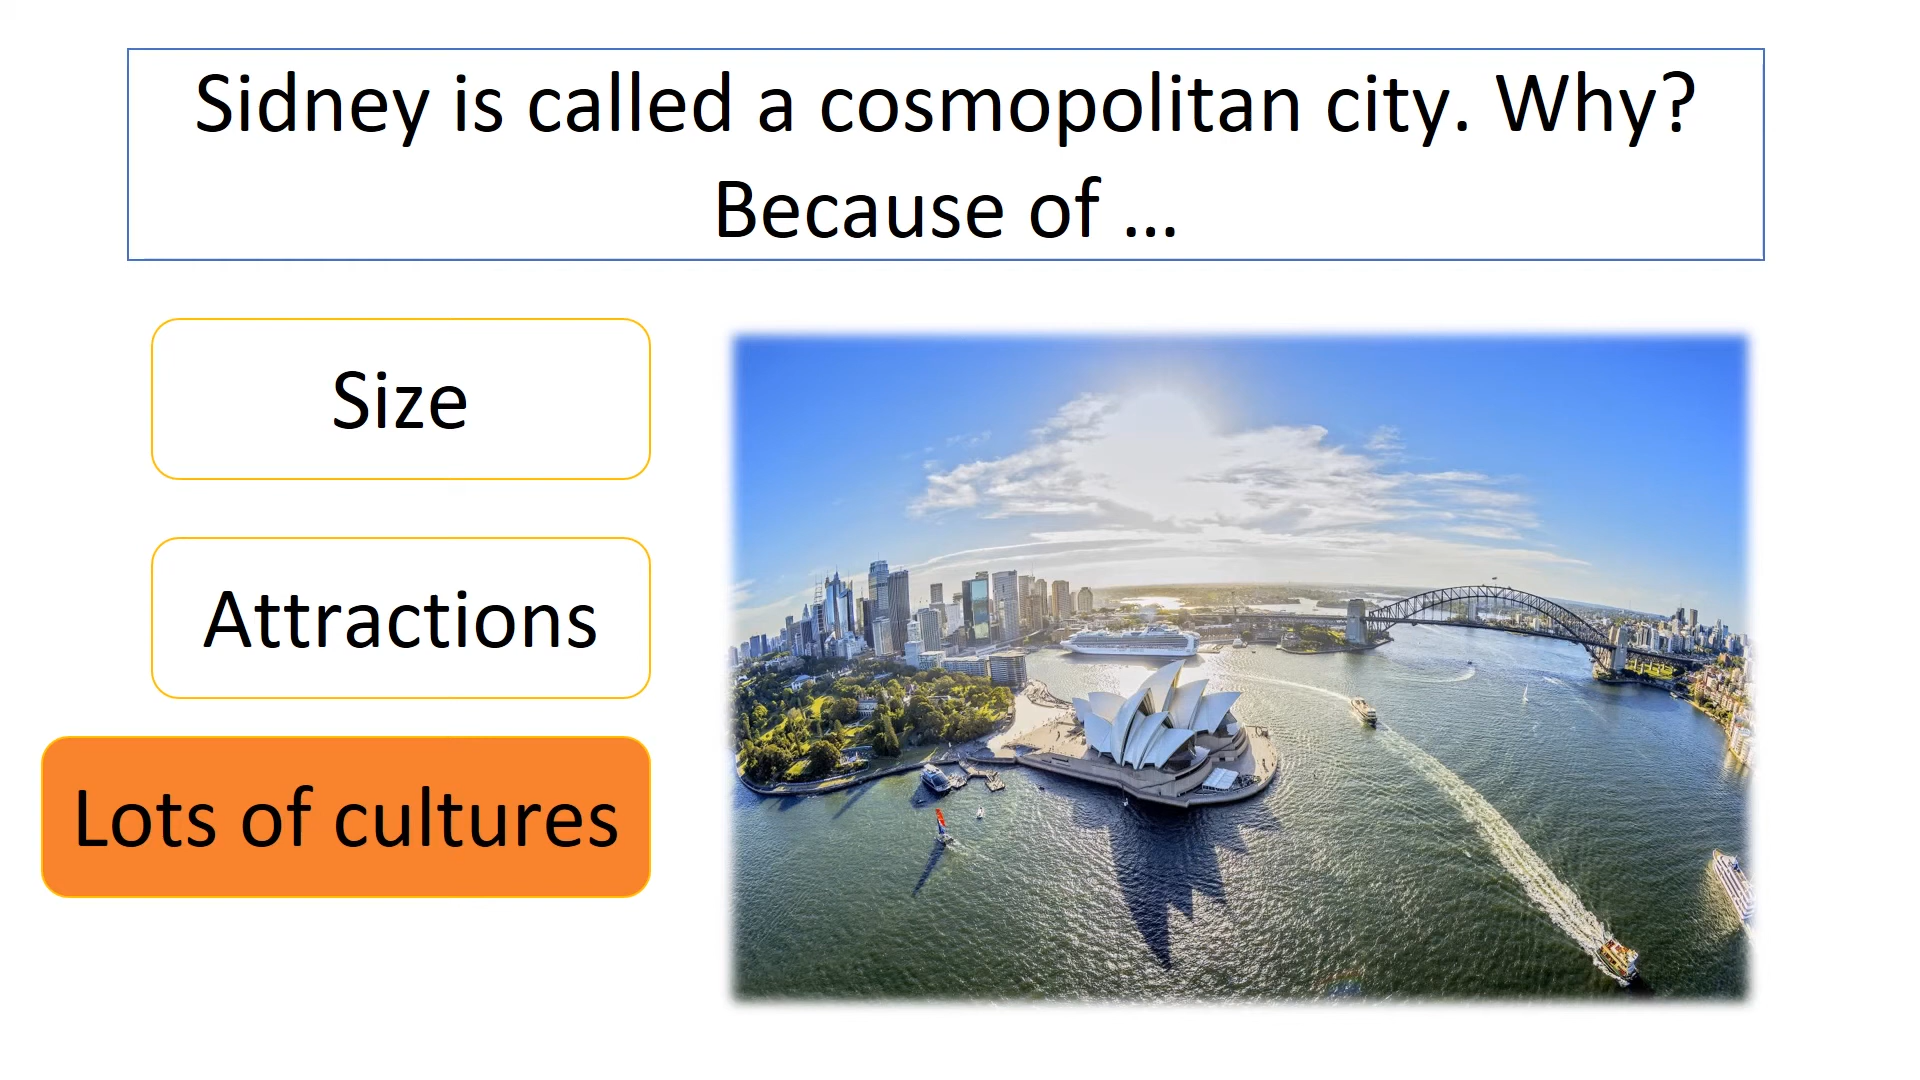 Sidney is called a cosmopolitan city. Why?
Because of ...
Size
Attractions
Lots of cultures